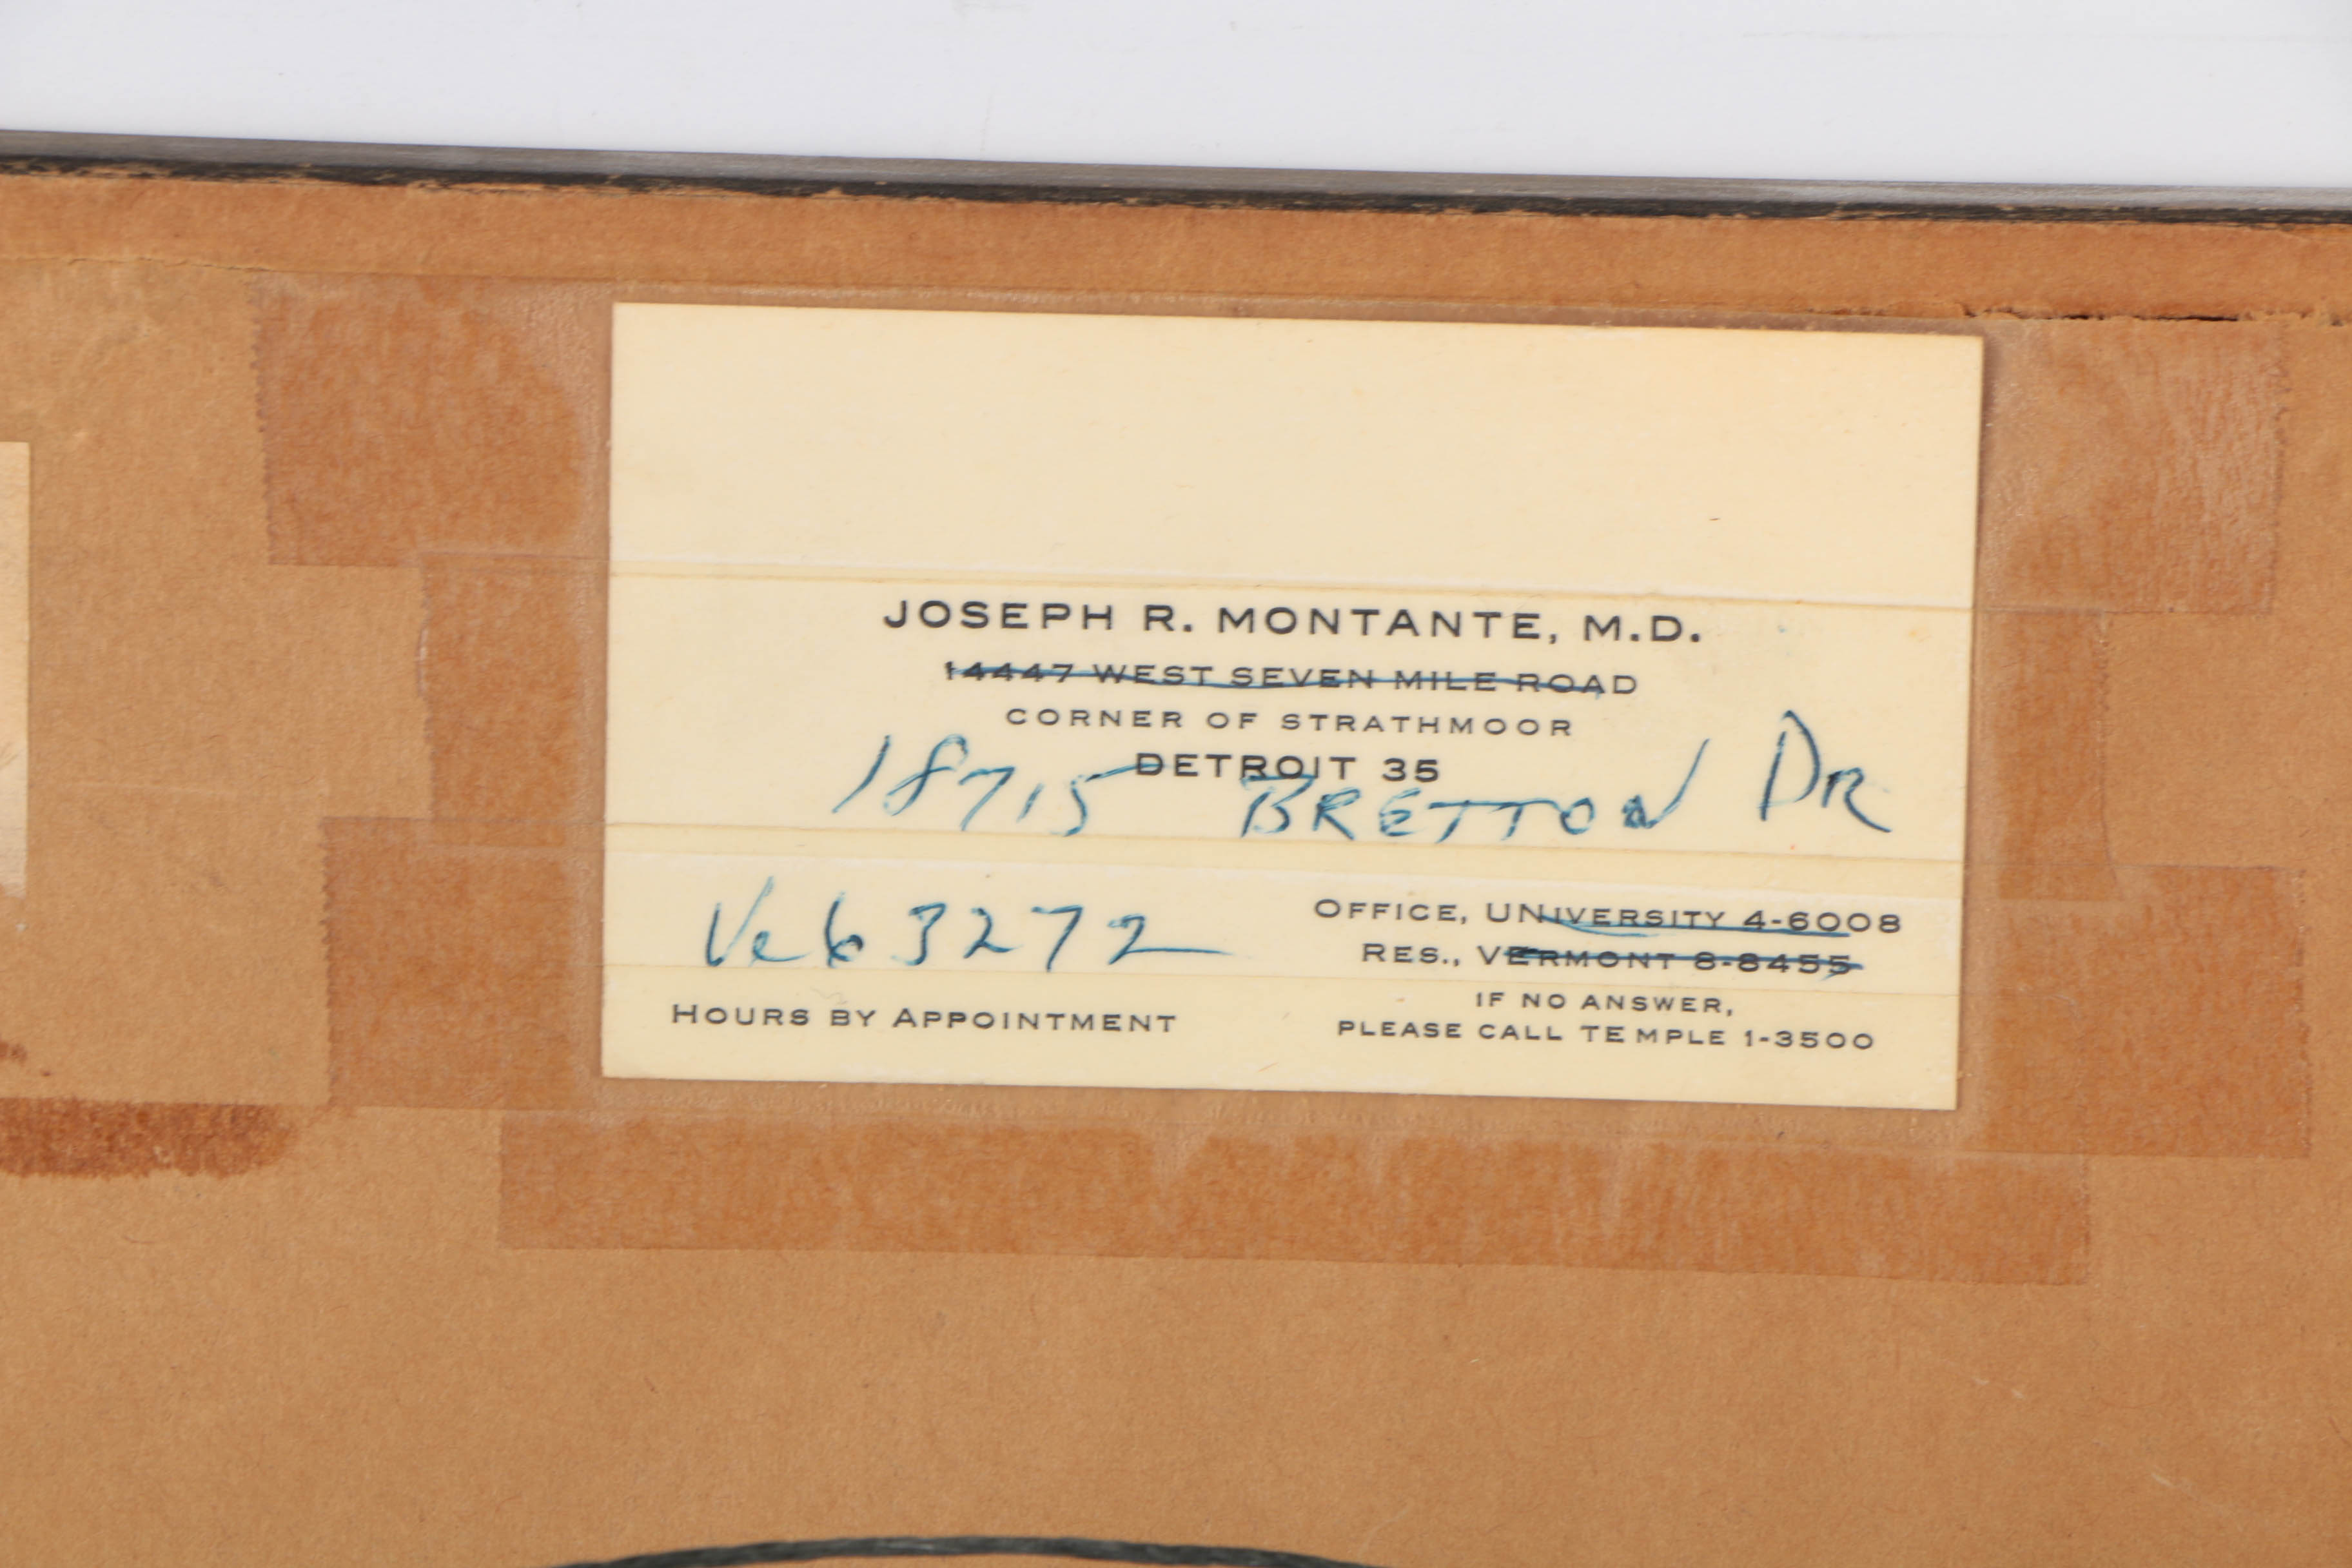 JOSEPH R. MONTANTE, M.D.
14447 WEST SEVEN MILE ROAD
CORNER OF STRATHMOOR
DETROIT 35
18715 BRETTON DR
Ve6 3272
OFFICE, UNIVERSITY 4-6008
RES., VERMONT 8-8455
IF NO ANSWER,
HOURS BY APPOINTMENT
PLEASE CALL TEMPLE 1-3500